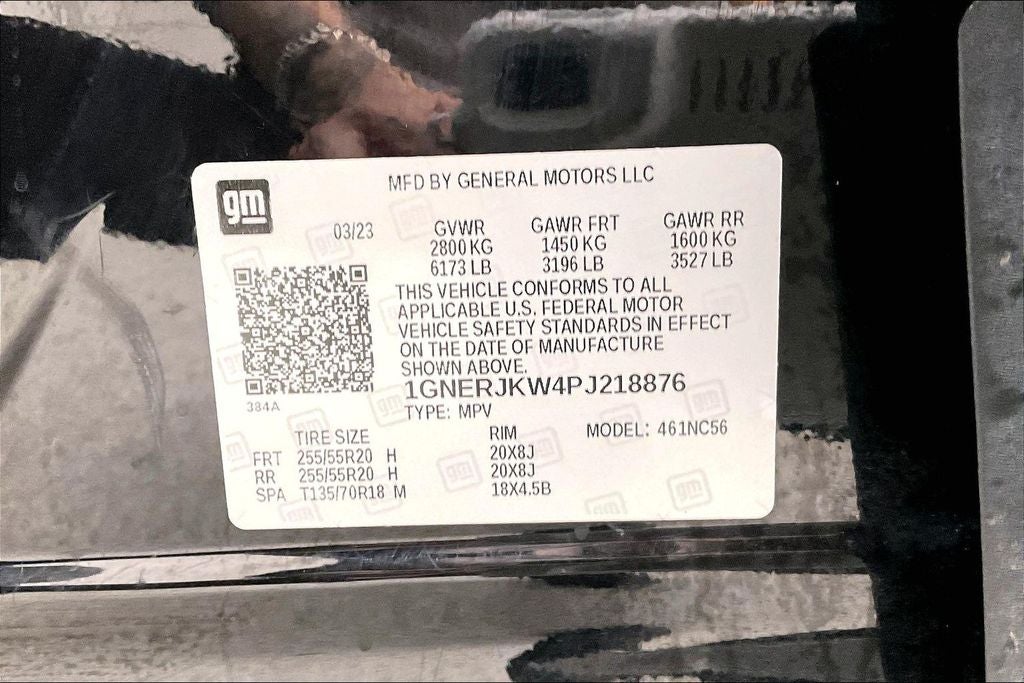 gm
MFD BY GENERAL MOTORS LLC
03/23
GVWR GAWR FRT GAWR RR
2800 KG 1450 KG 1600 KG
6173 LB 3196 LB 3527 LB
THIS VEHICLE CONFORMS TO ALL
APPLICABLE U.S. FEDERAL MOTOR
VEHICLE SAFETY STANDARDS IN EFFECT
ON THE DATE OF MANUFACTURE
SHOWN ABOVE.
1GNERJKW4PJ218876
384A
TYPE: MPV
TIRE SIZE RIM MODEL: 461NC56
FRT 255/55R20 H 20X8J
RR 255/55R20 H 20X8J
SPA T135/70R18 M 18X4.5B